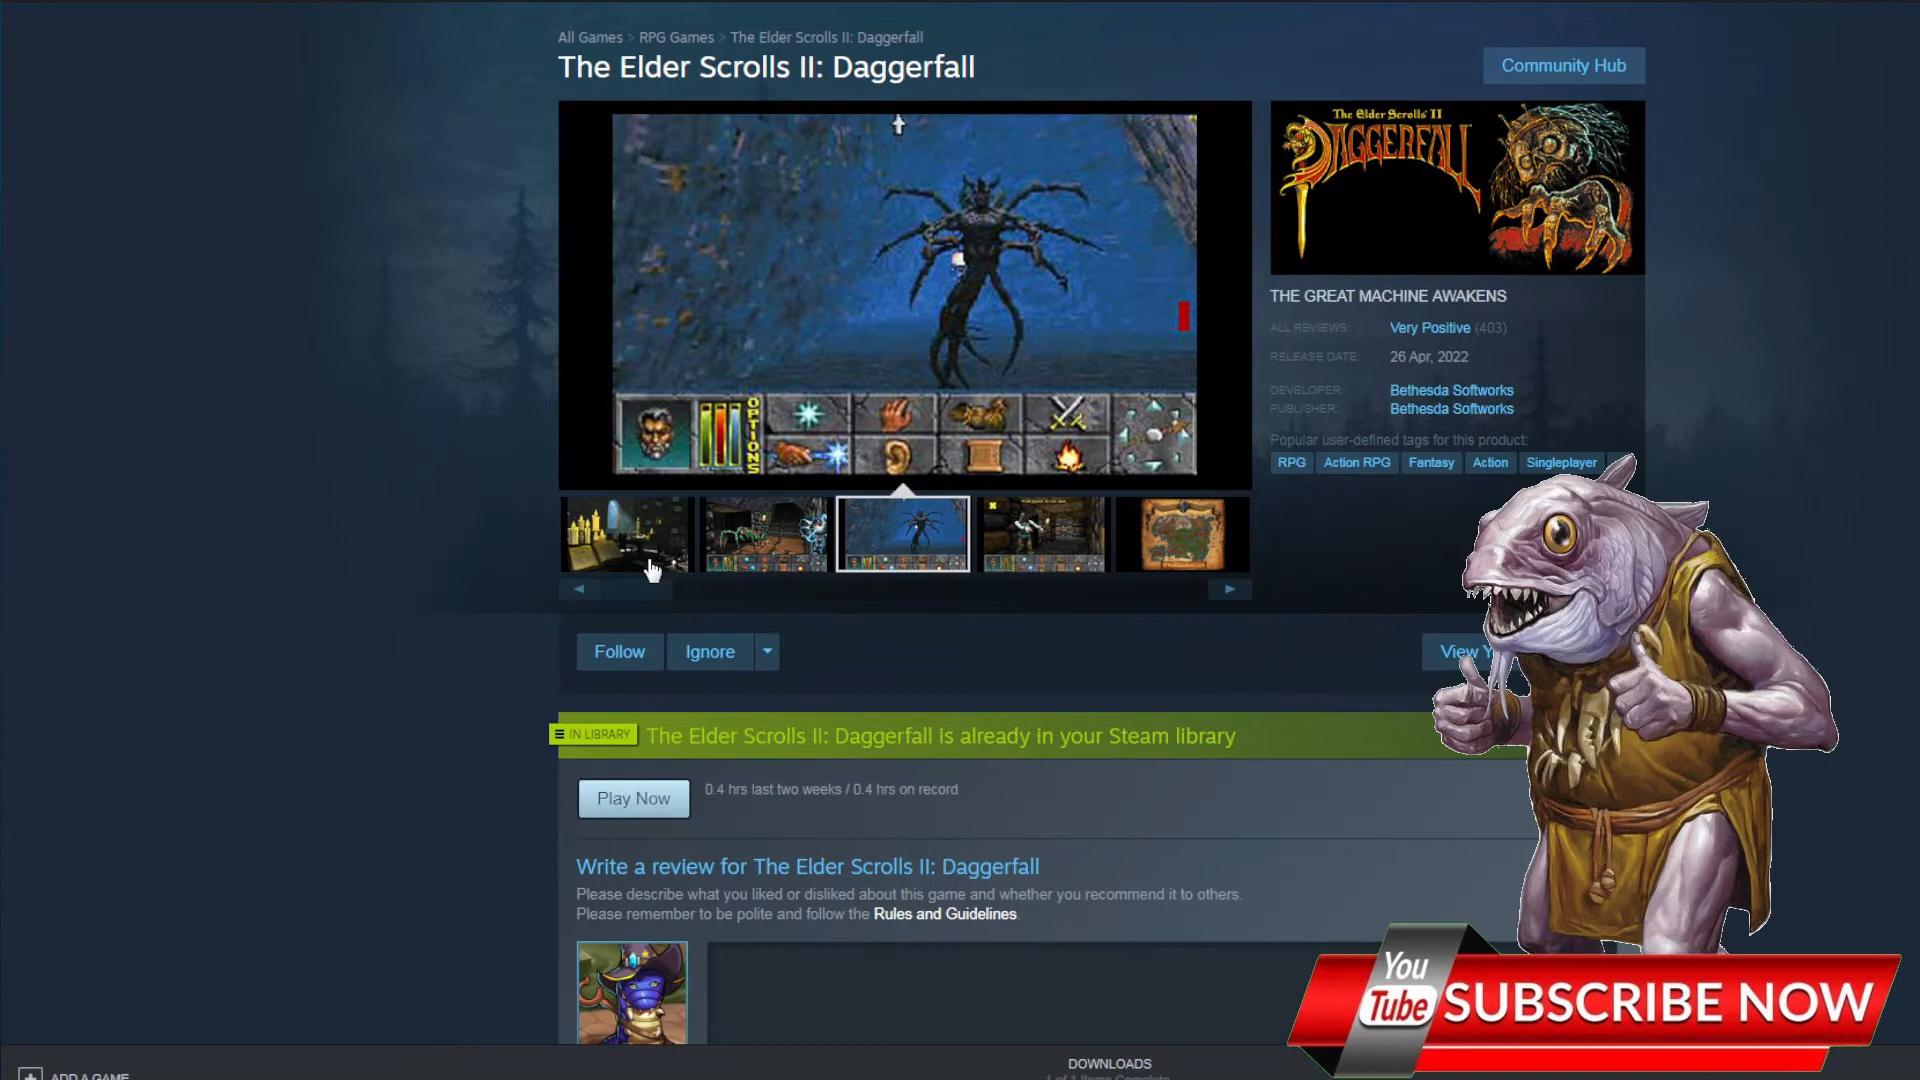 All Games > RPG Games > The Elder Scrolls II: Daggerfall
The Elder Scrolls II: Daggerfall
Community Hub
The Elder Scrolls II
DAGGERFALL
OPTIONS
THE GREAT MACHINE AWAKENS
ALL REVIEWS: Very Positive (403)
RELEASE DATE: 26 Apr, 2022
DEVELOPER: Bethesda Softworks
PUBLISHER: Bethesda Softworks
Popular user-defined tags for this product:
RPG Action RPG Fantasy Action Singleplayer
Follow Ignore
View Y
IN LIBRARY The Elder Scrolls II: Daggerfall is already in your Steam library
Play Now 0.4 hrs last two weeks / 0.4 hrs on record
Write a review for The Elder Scrolls II: Daggerfall
Please describe what you liked or disliked about this game and whether you recommend it to others.
Please remember to be polite and follow the Rules and Guidelines.
You Tube SUBSCRIBE NOW
ADD A GAME
DOWNLOADS
1 of 1 Items Complete